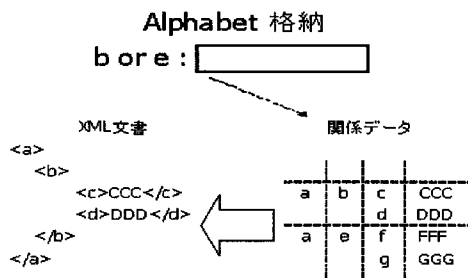 Alphabet 格納
bore:
XML文書
<a>
<b>
<c>CCC</c>
<d>DDD</d>
</b>
</a>
関係データ
a b c CCC
d DDD
a e f FFF
g GGG